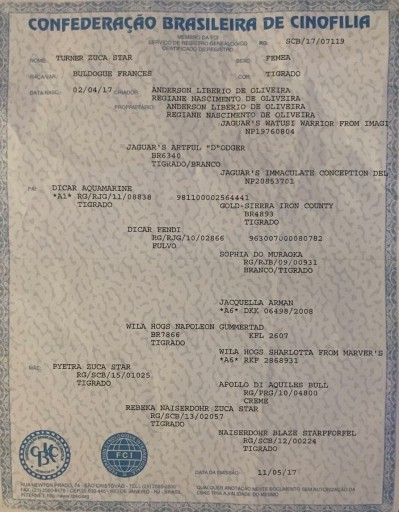 CONFEDERAÇÃO BRASILEIRA DE CINOFILIA
MEMBRO DA FCI
SERVIÇO DE REGISTRO GENEALÓGICO
CERTIFICADO DE REGISTRO
RG. SCB/17/07119
NOME: TURNER ZUCA STAR SEXO: FEMEA
RAÇA/VAR. BULDOGUE FRANCES COR TIGRADO
DATA NASC. 02/04/17 CRIADOR ANDERSON LIBERIO DE OLIVEIRA
REGIANE NASCIMENTO DE OLIVEIRA
PROPRIETÁRIO ANDERSON LIBERIO DE OLIVEIRA
REGIANE NASCIMENTO DE OLIVEIRA
JAGUAR'S WATUSI WARRIOR FROM IMAGI
NP19760804
JAGUAR'S ARTFUL "D"ODGER
BR6340
TIGRADO/BRANCO
JAGUAR'S IMMACULATE CONCEPTION DEL
NP20853701
PAI: DICAR AQUAMARINE
*A1* RG/RJG/11/08838 981100002564441
TIGRADO
GOLD-SIERRA IRON COUNTY
BR4893
TIGRADO
DICAR FENDI
RG/RJG/10/02866 963007000080782
FULVO
SOPHIA DO MURAOKA
RG/RJB/09/00931
BRANCO/TIGRADO
JACQUELLA ARMAN
*A6* DKK 06498/2008
WILA HOGS NAPOLEON GUMMERTAD
BR7866 KPL 2607
TIGRADO
WILA HOGS SHARLOTTA FROM MARVER'S
*A6* RKF 2868931
MÃE: PYETRA ZUCA STAR
RG/SCB/15/01025
TIGRADO
APOLLO DI AQUILES BULL
RG/PRG/10/04800
CREME
REBEKA NAISERDOHR ZUCA STAR
RG/SCB/13/02057
TIGRADO
NAISERDOHR BLAZE STARFFORFEL
RG/SCB/12/00224
TIGRADO
CBKC
FCI
DATA DA EMISSÃO 11/05/17
QUALQUER ANOTAÇÃO NESTE DOCUMENTO SEM AUTORIZAÇÃO DA
CBKC TIRA A VALIDADE DO MESMO